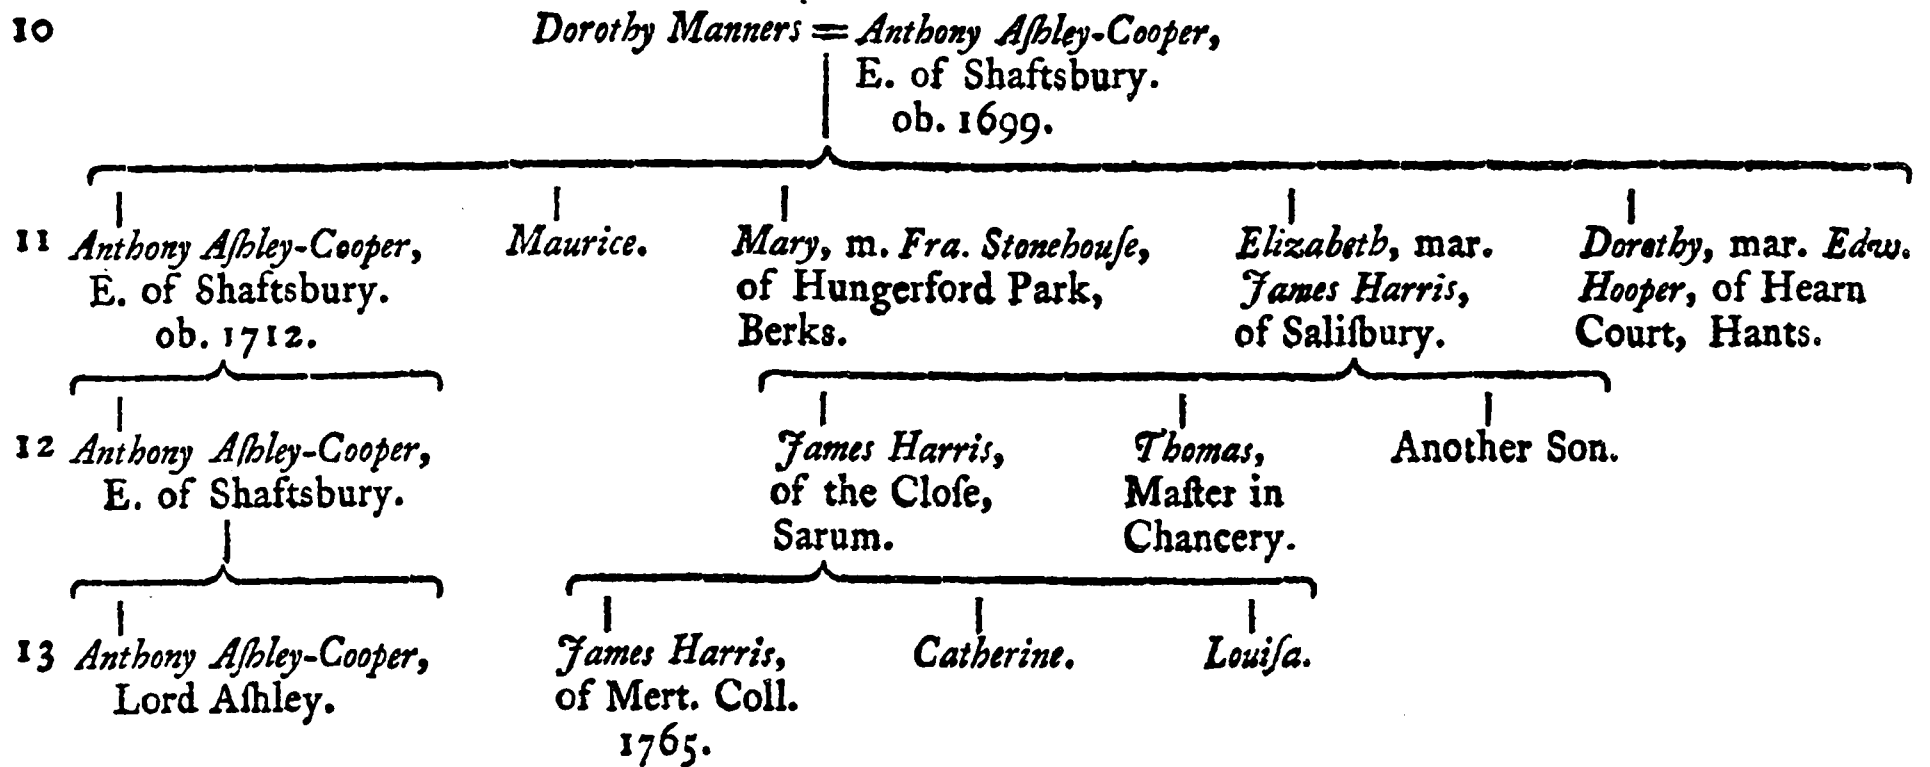 10 Dorothy Manners = Anthony Aſhley-Cooper,
E. of Shaftsbury.
ob. 1699.
11 Anthony Aſhley-Cooper,
E. of Shaftsbury.
ob. 1712.
Maurice.
Mary, m. Fra. Stonehouſe,
of Hungerford Park,
Berks.
Elizabeth, mar.
James Harris,
of Saliſbury.
Dorothy, mar. Edw.
Hooper, of Hearn
Court, Hants.
12 Anthony Aſhley-Cooper,
E. of Shaftsbury.
James Harris,
of the Cloſe,
Sarum.
Thomas,
Maſter in
Chancery.
Another Son.
13 Anthony Aſhley-Cooper,
Lord Aſhley.
James Harris,
of Mert. Coll.
1765.
Catherine.
Louiſa.